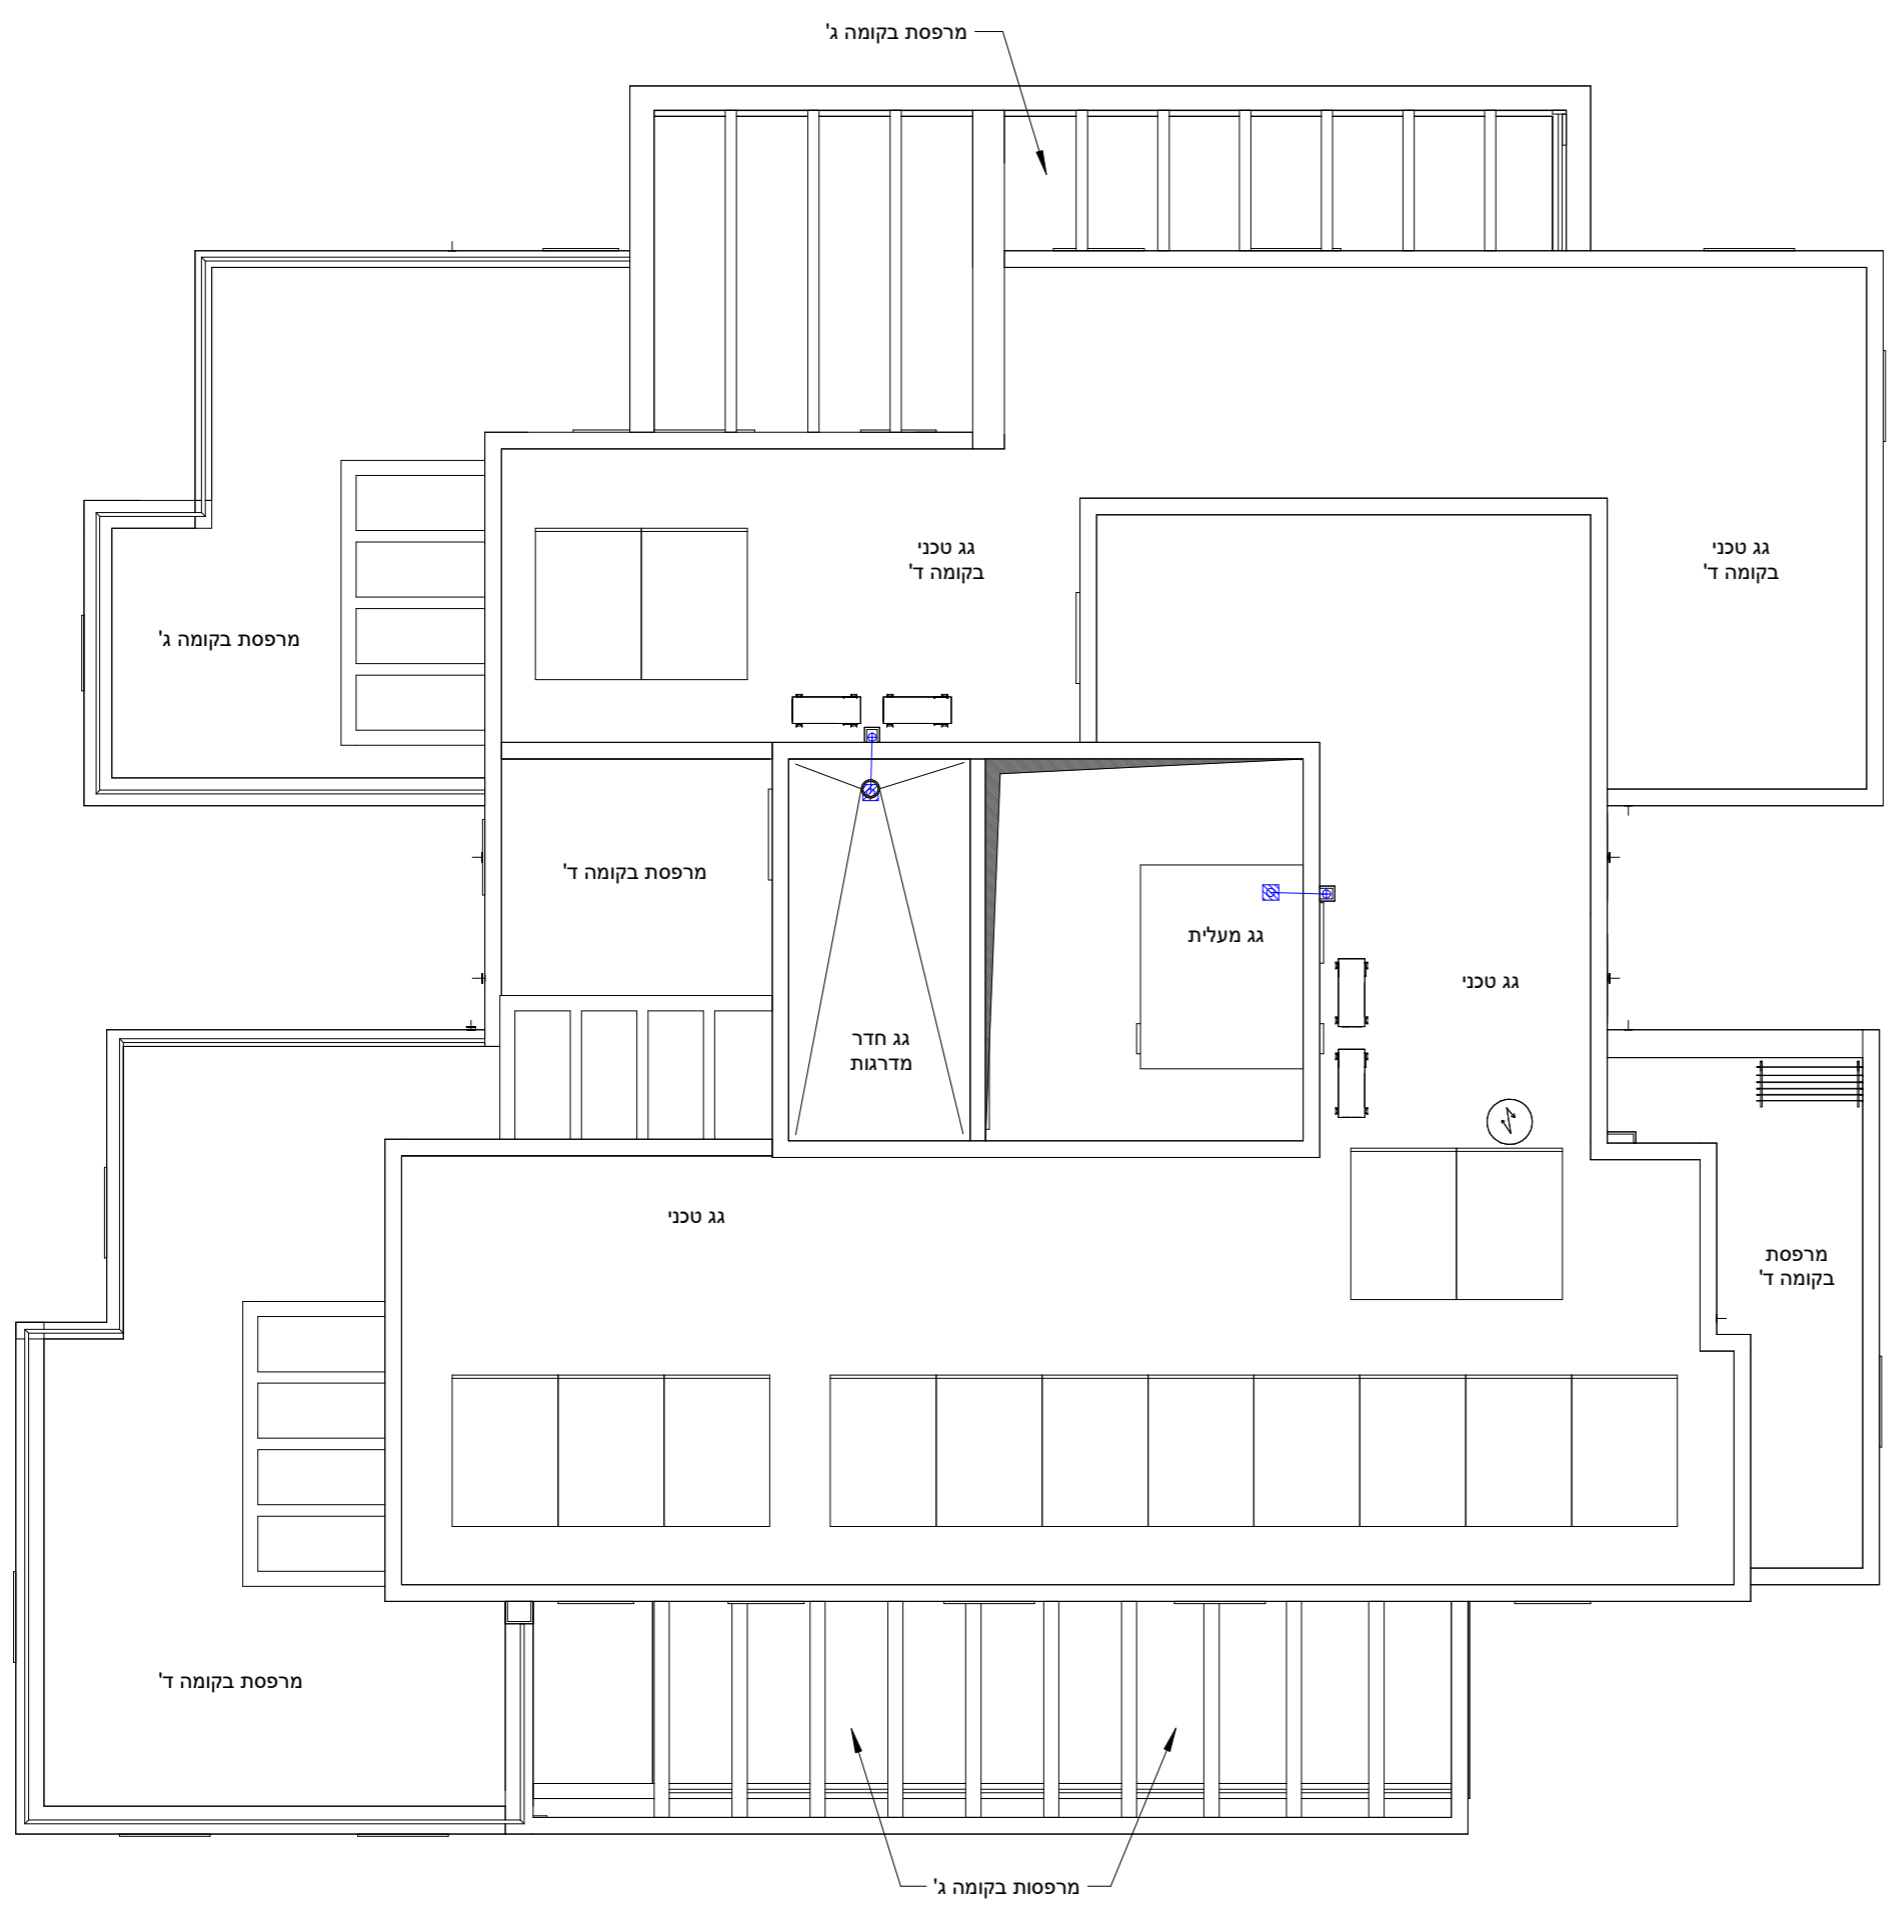 מרפסת בקומה ג'
גג טכני
בקומה ד'
גג טכני
בקומה ד'
מרפסת בקומה ג'
מרפסת בקומה ד'
גג מעלית
גג טכני
גג חדר
מדרגות
גג טכני
מרפסת
בקומה ד'
מרפסת בקומה ד'
מרפסות בקומה ג'